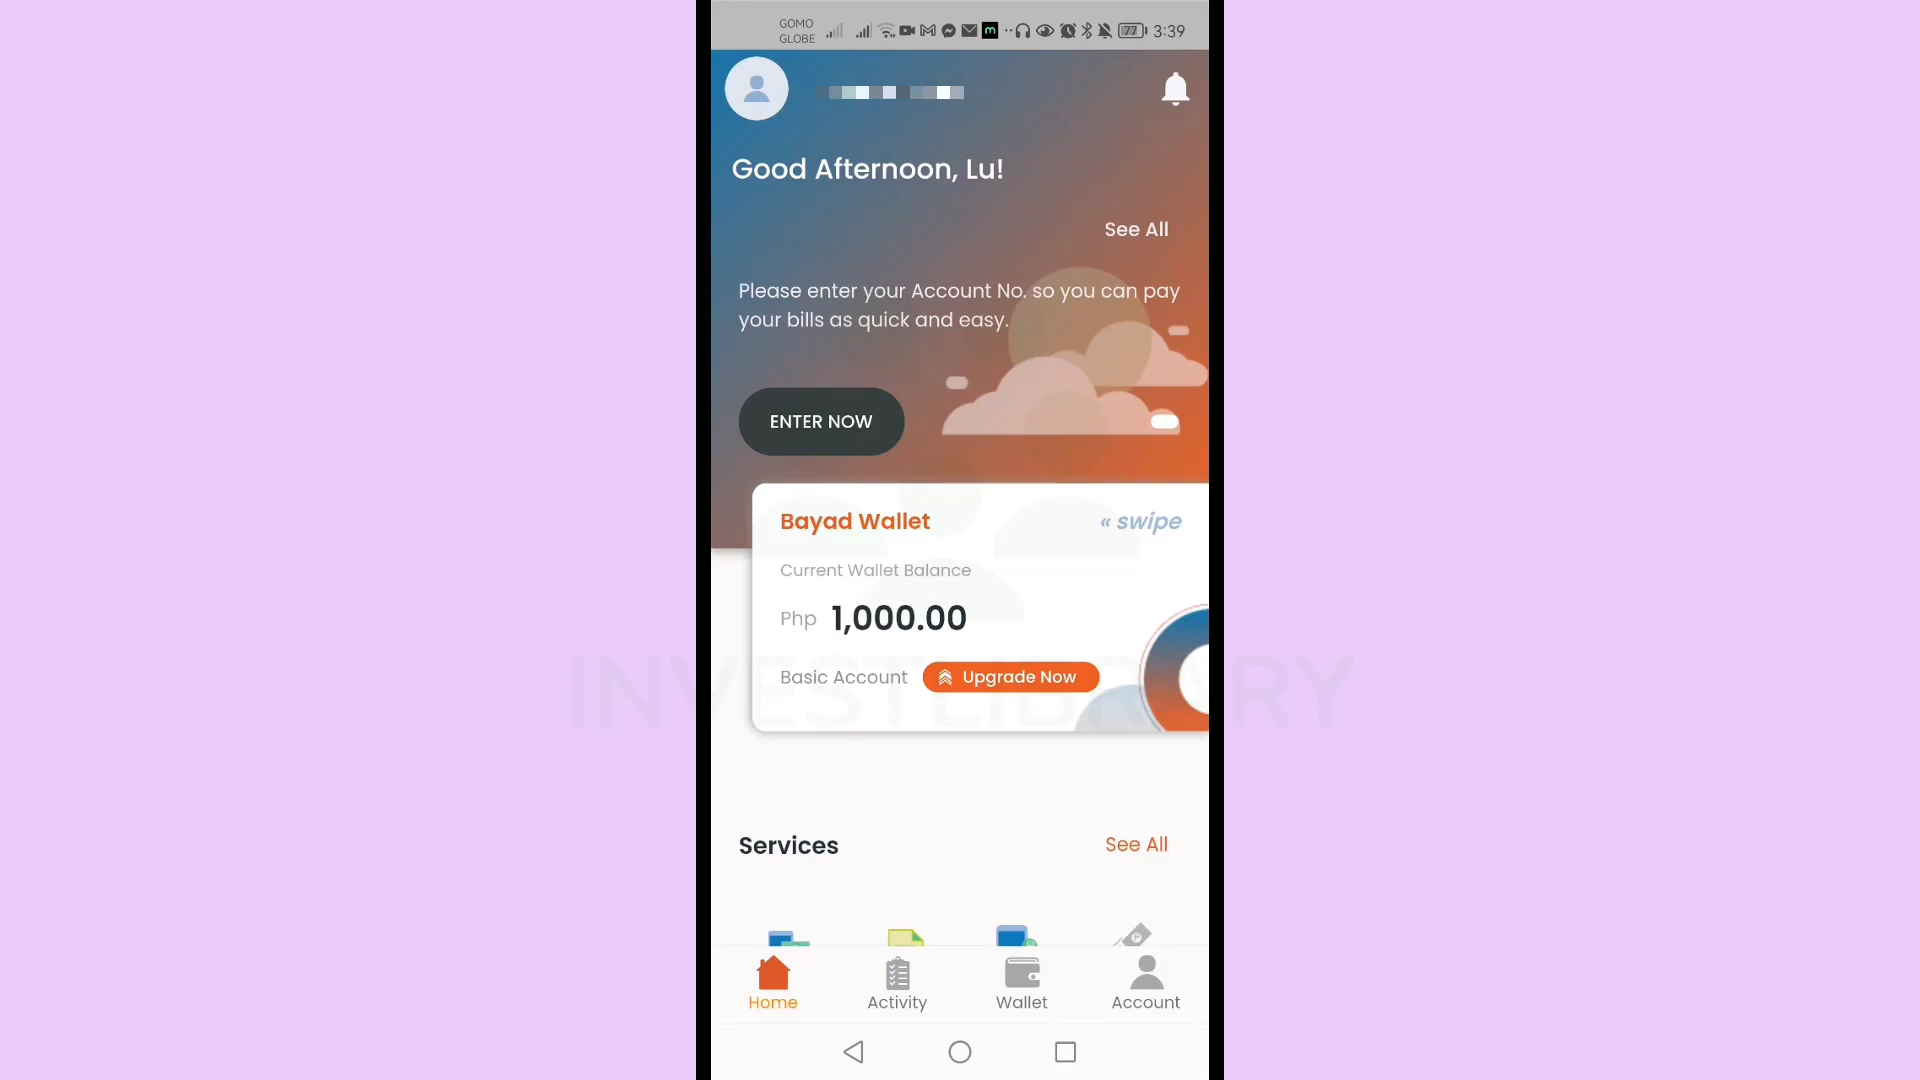 GOMO
GLOBE
77
3:39
Good Afternoon, Lu!
See All
Please enter your Account No. so you can pay
your bills as quick and easy.
ENTER NOW
Bayad Wallet
« swipe
Current Wallet Balance
Php 1,000.00
Basic Account
Upgrade Now
INVESTLIBRARY
Services
See All
Home
Activity
Wallet
Account